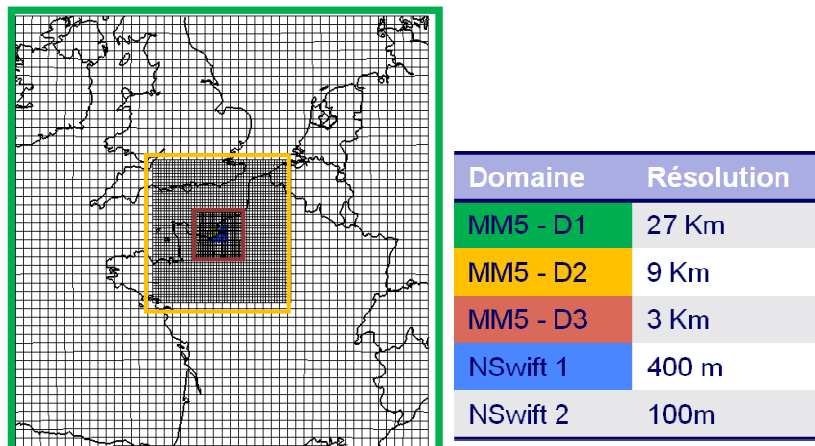 Domaine Résolution
MM5 - D1 27 Km
MM5 - D2 9 Km
MM5 - D3 3 Km
NSwift 1 400 m
NSwift 2 100m